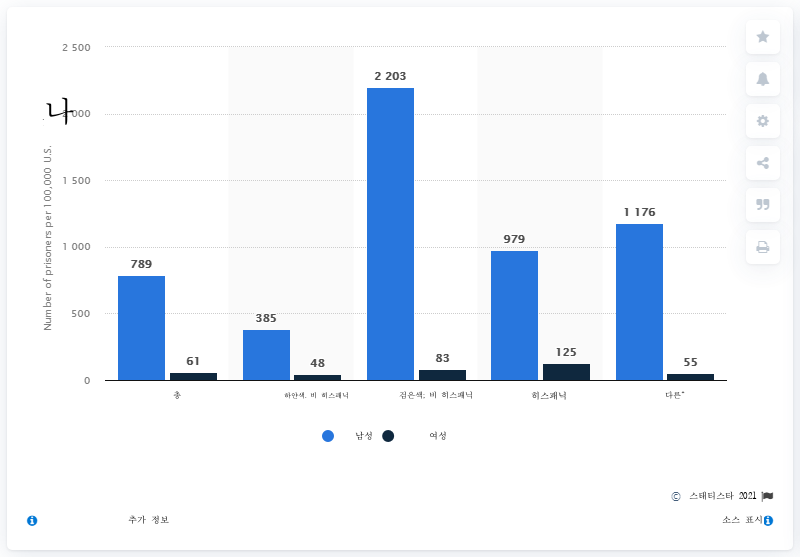 2 500
2 203
나
2 000
1 500
1 176
1 000
979
789
500
385
61
48
83
125
55
0
Number of prisoners per 100,000 U.S.
총
하얀색, 비 히스패닉
검은색; 비 히스패닉
히스패닉
다른*
남성
여성
© 스태티스타 2021
추가 정보
소스 표시